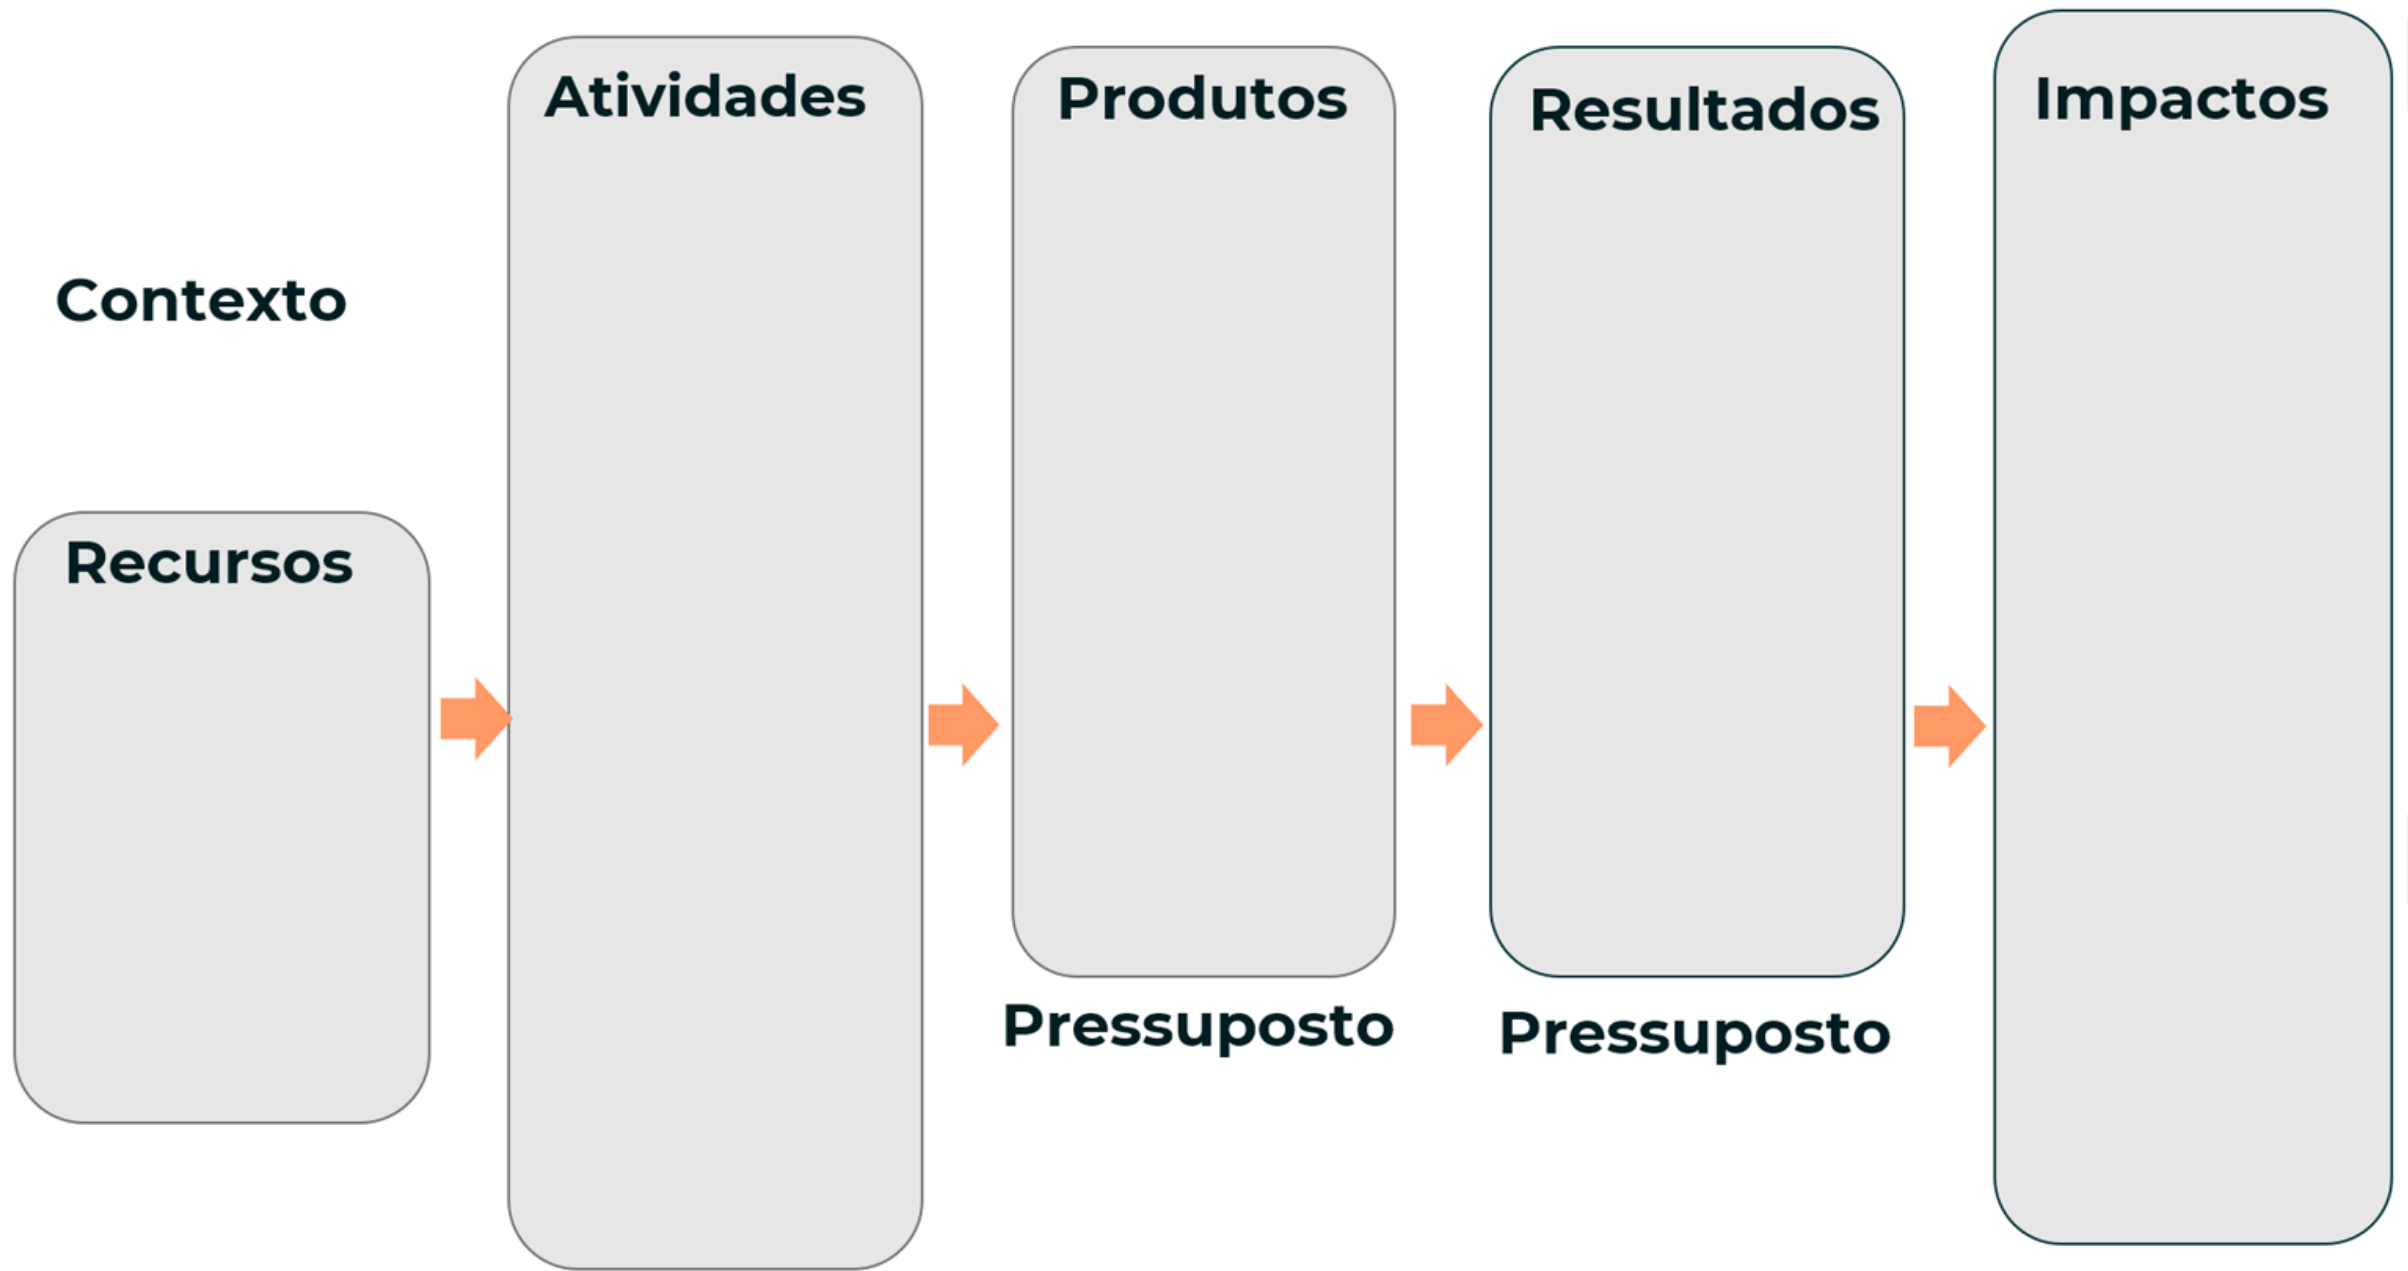 Contexto
Recursos
Atividades
Produtos
Pressuposto
Resultados
Pressuposto
Impactos